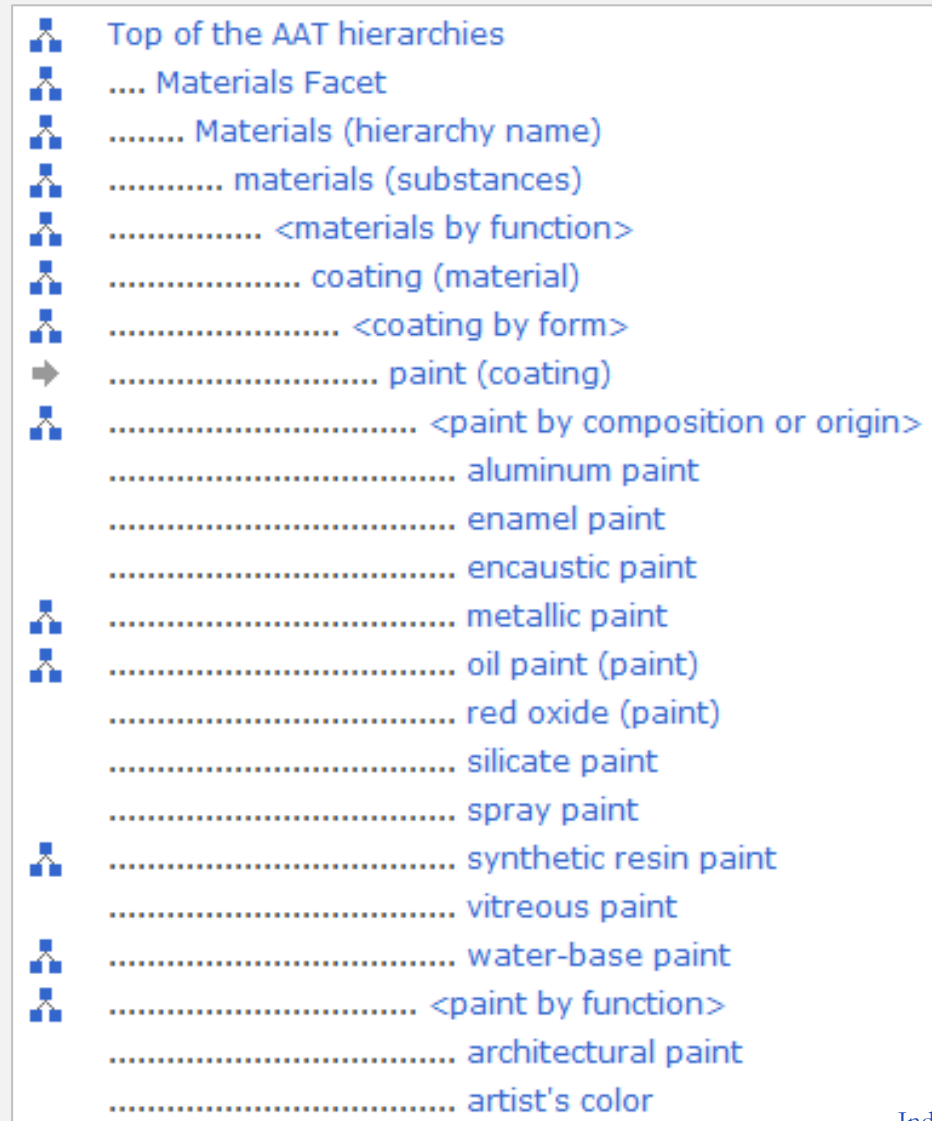 Top of the AAT hierarchies
.... Materials Facet
........ Materials (hierarchy name)
............ materials (substances)
................ <materials by function>
.................... coating (material)
........................ <coating by form>
............................ paint (coating)
................................ <paint by composition or origin>
.................................... aluminum paint
.................................... enamel paint
.................................... encaustic paint
.................................... metallic paint
.................................... oil paint (paint)
.................................... red oxide (paint)
.................................... silicate paint
.................................... spray paint
.................................... synthetic resin paint
.................................... vitreous paint
.................................... water-base paint
................................ <paint by function>
.................................... architectural paint
.................................... artist's color